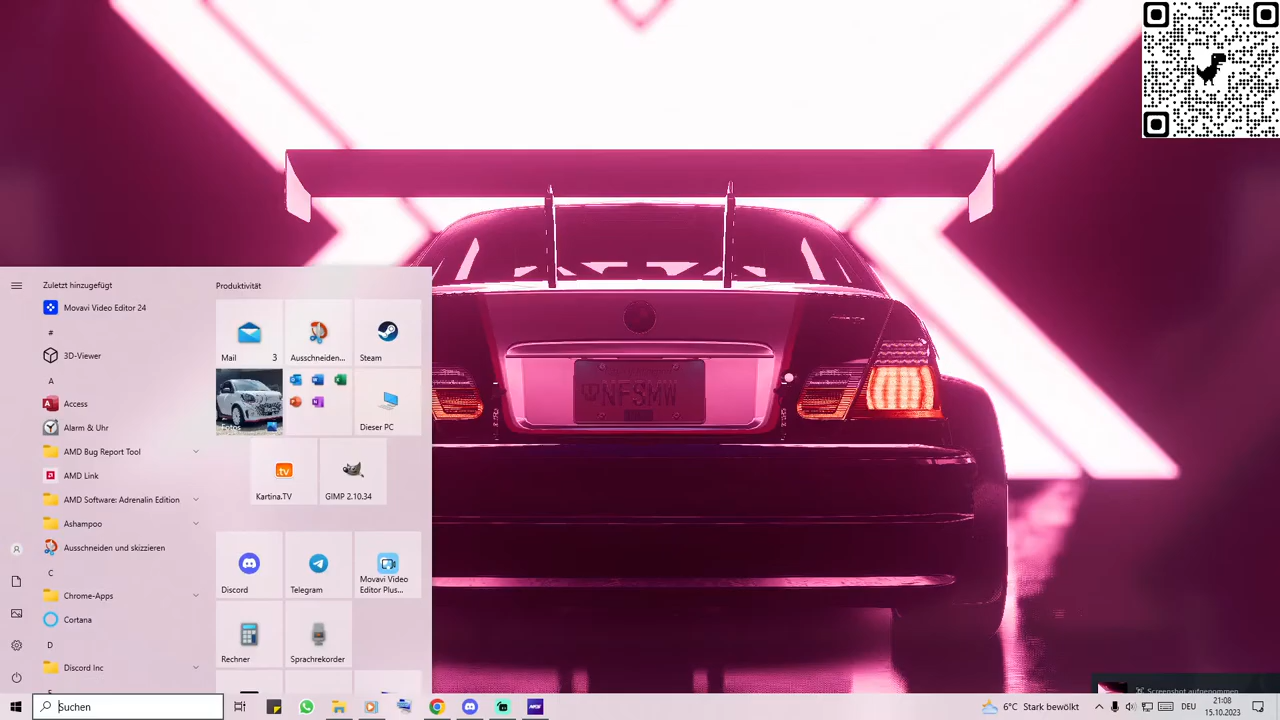 Zuletzt hinzugefügt
Movavi Video Editor 24
#
3D-Viewer
A
Access
Alarm & Uhr
AMD Bug Report Tool
AMD Link
AMD Software: Adrenalin Edition
Ashampoo
Ausschneiden und skizzieren
C
Chrome-Apps
Cortana
D
Discord Inc
Produktivität
Mail 3
Ausschneiden...
Steam
Fotos
Dieser PC
.tv
Kartina.TV
GIMP 2.10.34
Discord
Telegram
Movavi Video
Editor Plus...
Rechner
Sprachrekorder
NFSMW
Screenshot aufgenommen
Suchen
6°C Stark bewölkt
DEU
21:08
15.10.2023